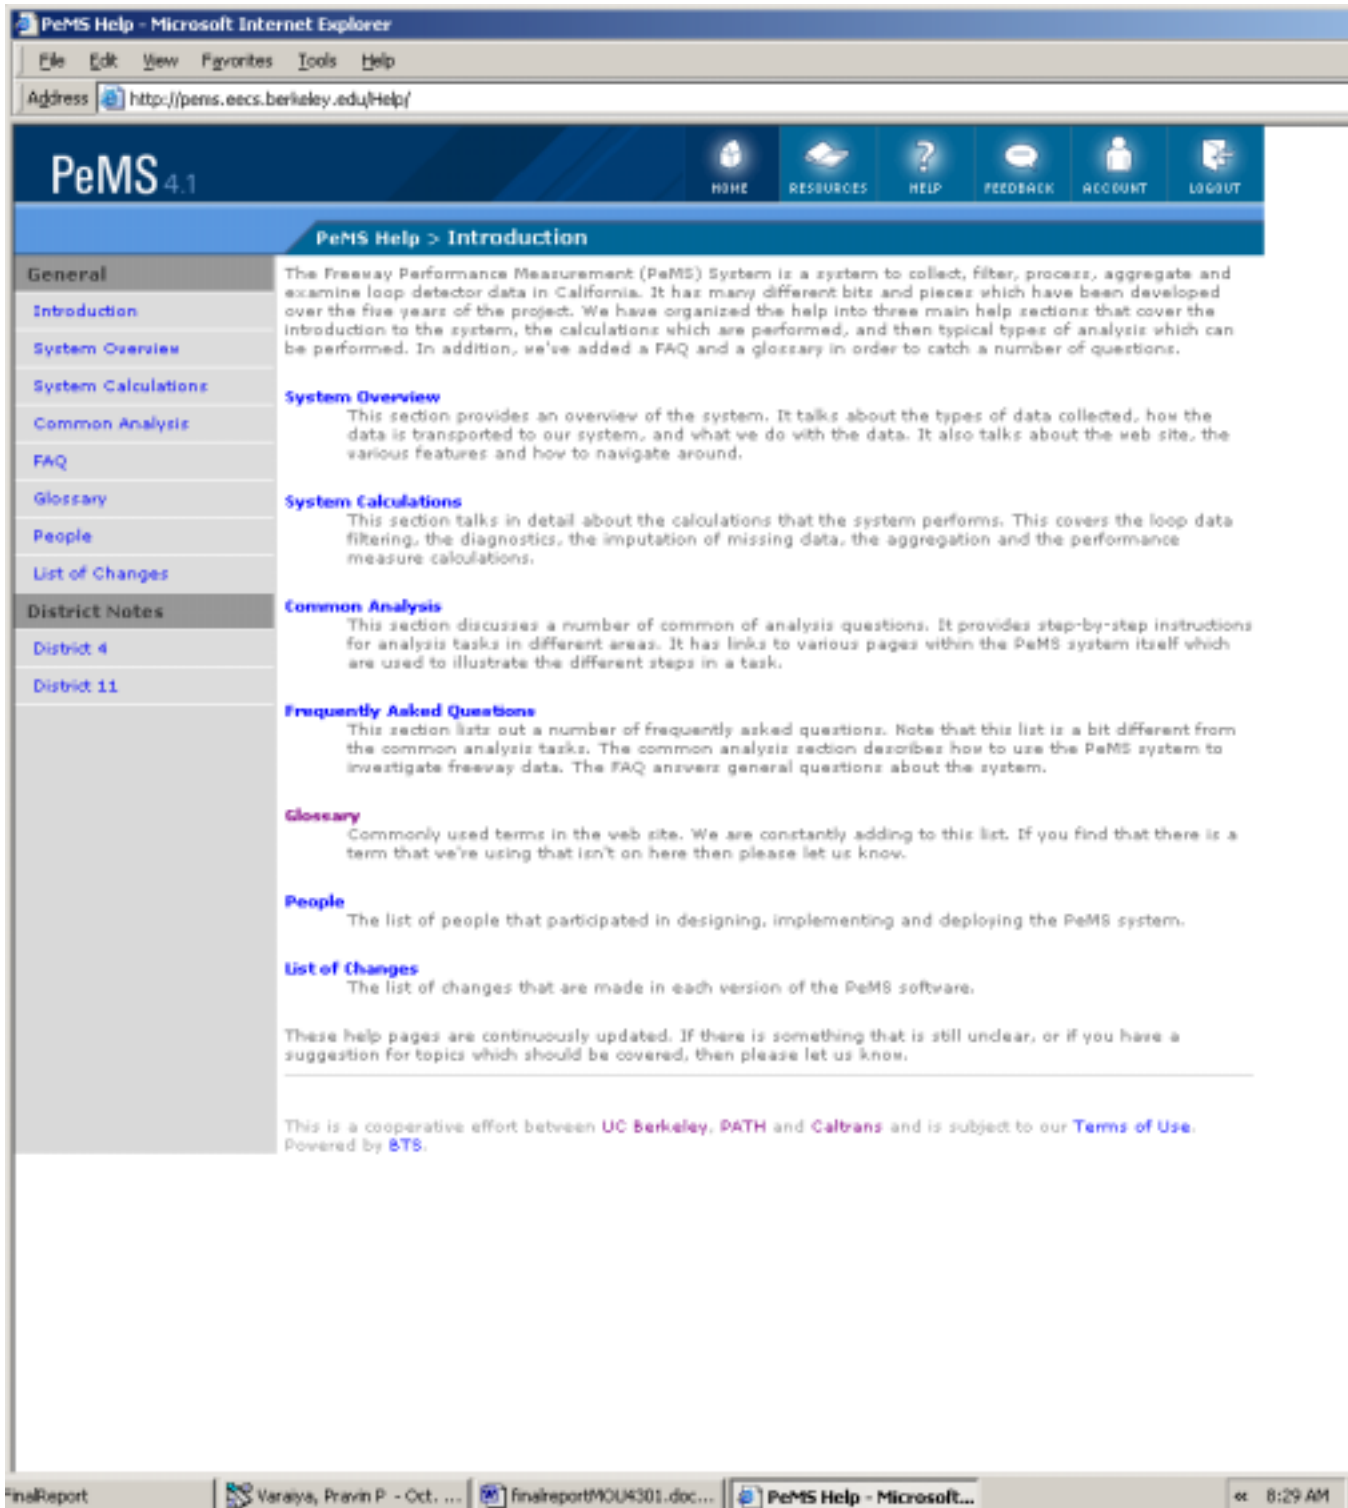 PeMS Help - Microsoft Internet Explorer
File Edit View Favorites Tools Help
Address http://pems.eecs.berkeley.edu/Help/
PeMS 4.1
HOME RESOURCES HELP FEEDBACK ACCOUNT LOGOUT
PeMS Help > Introduction
General
Introduction
System Overview
System Calculations
Common Analysis
FAQ
Glossary
People
List of Changes
District Notes
District 4
District 11
The Freeway Performance Measurement (PeMS) System is a system to collect, filter, process, aggregate and
examine loop detector data in California. It has many different bits and pieces which have been developed
over the five years of the project. We have organized the help into three main help sections that cover the
introduction to the system, the calculations which are performed, and then typical types of analysis which can
be performed. In addition, we've added a FAQ and a glossary in order to catch a number of questions.
System Overview
This section provides an overview of the system. It talks about the types of data collected, how the
data is transported to our system, and what we do with the data. It also talks about the web site, the
various features and how to navigate around.
System Calculations
This section talks in detail about the calculations that the system performs. This covers the loop data
filtering, the diagnostics, the imputation of missing data, the aggregation and the performance
measure calculations.
Common Analysis
This section discusses a number of common of analysis questions. It provides step-by-step instructions
for analysis tasks in different areas. It has links to various pages within the PeMS system itself which
are used to illustrate the different steps in a task.
Frequently Asked Questions
This section lists out a number of frequently asked questions. Note that this list is a bit different from
the common analysis tasks. The common analysis section describes how to use the PeMS system to
investigate freeway data. The FAQ answers general questions about the system.
Glossary
Commonly used terms in the web site. We are constantly adding to this list. If you find that there is a
term that we're using that isn't on here then please let us know.
People
The list of people that participated in designing, implementing and deploying the PeMS system.
List of Changes
The list of changes that are made in each version of the PeMS software.
These help pages are continuously updated. If there is something that is still unclear, or if you have a
suggestion for topics which should be covered, then please let us know.
This is a cooperative effort between UC Berkeley, PATH and Caltrans and is subject to our Terms of Use.
Powered by BTS.
FinalReport Varaiya, Pravin P - Oct. ... finalreportMOU4301.doc... PeMS Help - Microsoft... 8:29 AM